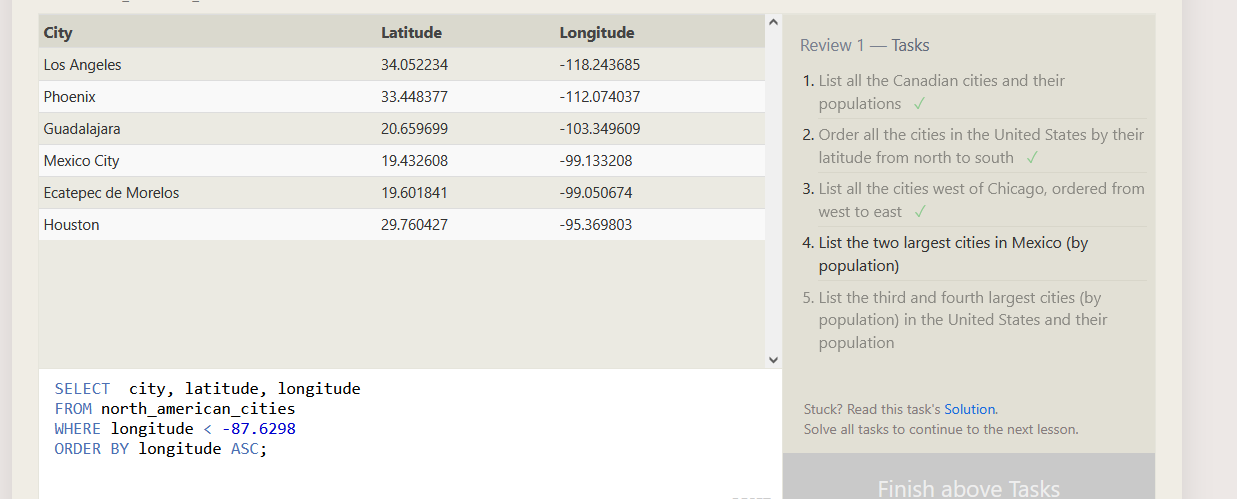 City Latitude Longitude
Los Angeles 34.052234 -118.243685
Phoenix 33.448377 -112.074037
Guadalajara 20.659699 -103.349609
Mexico City 19.432608 -99.133208
Ecatepec de Morelos 19.601841 -99.050674
Houston 29.760427 -95.369803
SELECT  city, latitude, longitude
FROM north_american_cities
WHERE longitude < -87.6298
ORDER BY longitude ASC;
Review 1 — Tasks
1. List all the Canadian cities and their
populations ✓
2. Order all the cities in the United States by their
latitude from north to south ✓
3. List all the cities west of Chicago, ordered from
west to east ✓
4. List the two largest cities in Mexico (by
population)
5. List the third and fourth largest cities (by
population) in the United States and their
population
Stuck? Read this task's Solution.
Solve all tasks to continue to the next lesson.
Finish above Tasks